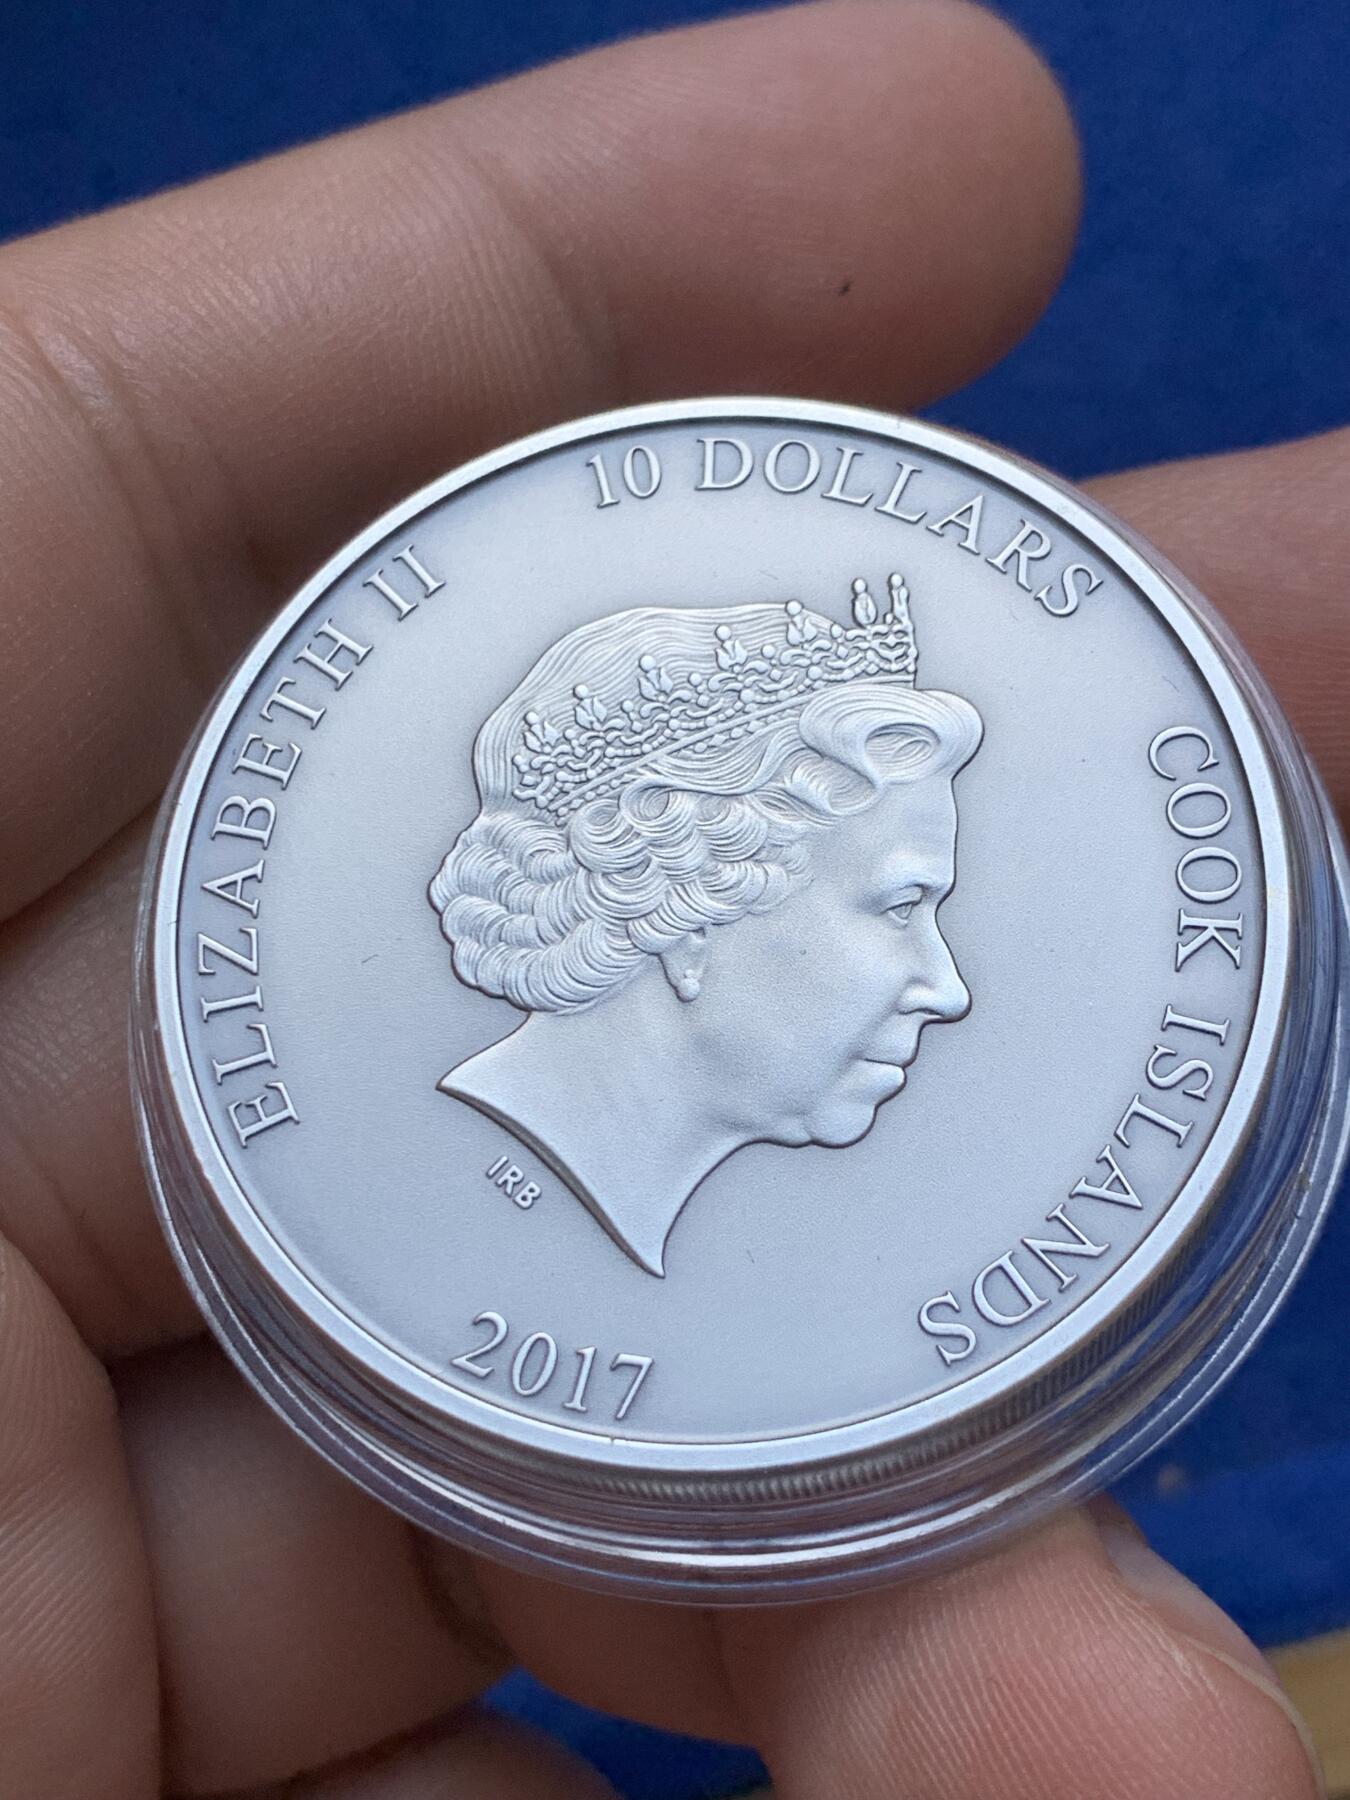 ELIZABETH II
10 DOLLARS
COOK ISLANDS
2017
IRB